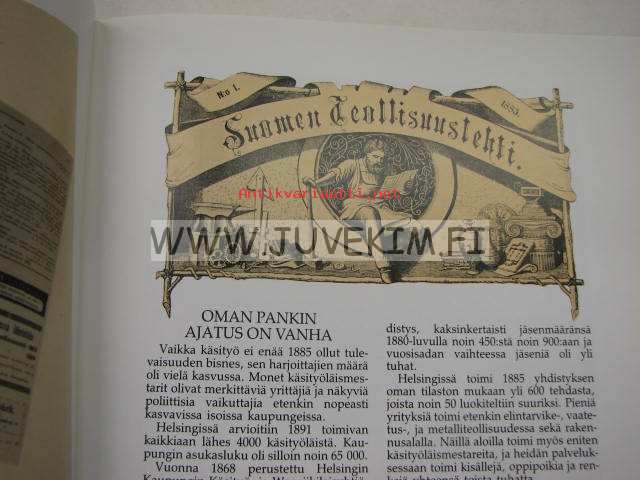 N:o 1.
1883.
Suomen Teollisuuslehti.
Antikvariaatti.net
WWW.JUVEKIM.FI
OMAN PANKIN
AJATUS ON VANHA
Vaikka käsityö ei enää 1885 ollut tule-
vaisuuden bisnes, sen harjoittajien määrä
oli vielä kasvussa. Monet käsityöläismes-
tarit olivat merkittäviä yrittäjiä ja näkyviä
poliittisia vaikuttajia etenkin nopeasti
kasvavissa isoissa kaupungeissa.
Helsingissä arvioitiin 1891 toimivan
kaikkiaan lähes 4000 käsityöläistä. Kau-
pungin asukasluku oli silloin noin 65 000.
Vuonna 1868 perustettu Helsingin
distys, kaksinkertaisti jäsenmääränsä
1880-luvulla noin 450:stä noin 900:aan ja
vuosisadan vaihteessa jäseniä oli yli
tuhat.
Helsingissä toimi 1885 yhdistyksen
oman tilaston mukaan yli 600 tehdasta,
joista noin 50 luokiteltiin suuriksi. Pieniä
yrityksiä toimi etenkin elintarvike-, vaate-
tus-, ja metalliteollisuudessa sekä raken-
nusalalla. Näillä aloilla toimi myös eniten
käsityöläismestareita, ja heidän palveluk-
sessaan toimi kisällejä, oppipoikia ja ren-
kejä yhteensä toista tuhatta.